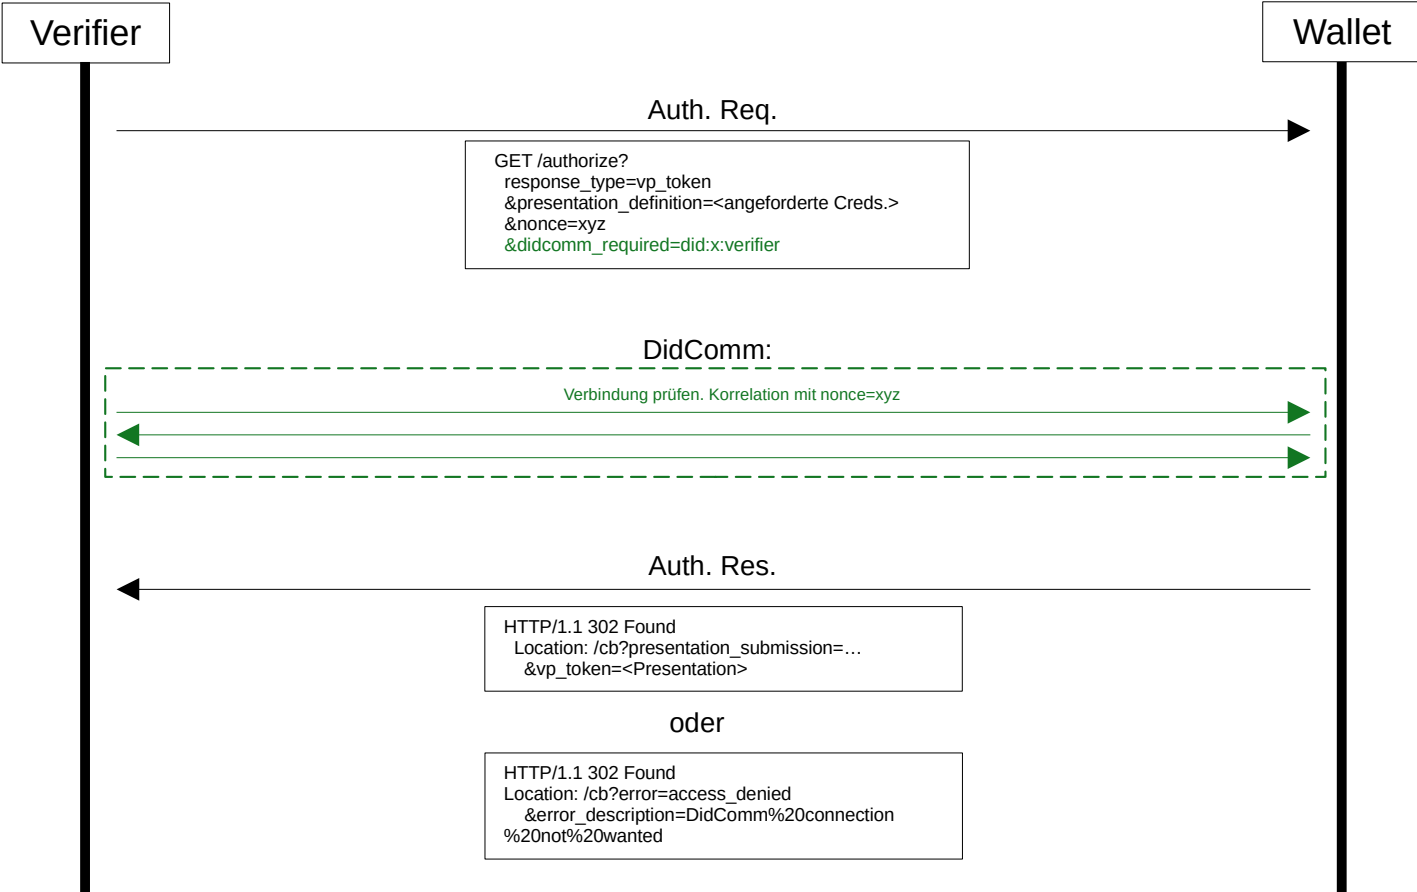 Verifier
Wallet
Auth. Req.
GET /authorize?
response_type=vp_token
&presentation_definition=<angeforderte Creds.>
&nonce=xyz
&didcomm_required=did:x:verifier
DidComm:
Verbindung prüfen. Korrelation mit nonce=xyz
Auth. Res.
HTTP/1.1 302 Found
Location: /cb?presentation_submission=…
&vp_token=<Presentation>
oder
HTTP/1.1 302 Found
Location: /cb?error=access_denied
&error_description=DidComm%20connection
%20not%20wanted